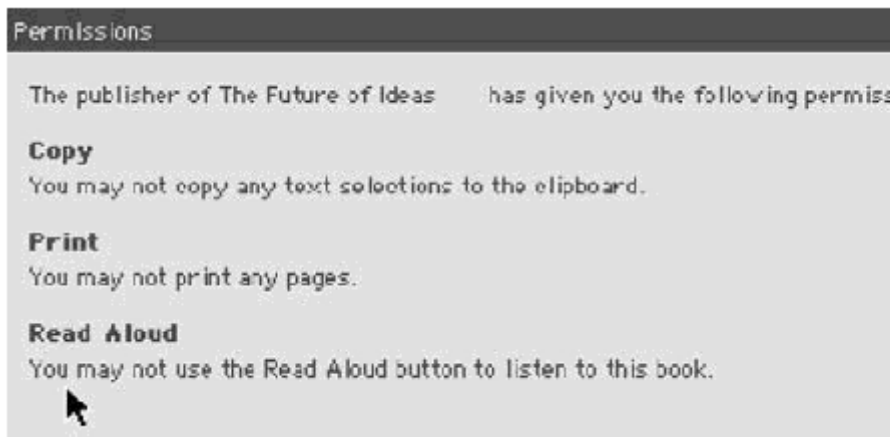 Permissions
The publisher of The Future of Ideas has given you the following permiss
Copy
You may not copy any text selections to the clipboard.
Print
You may not print any pages.
Read Aloud
You may not use the Read Aloud button to listen to this book.